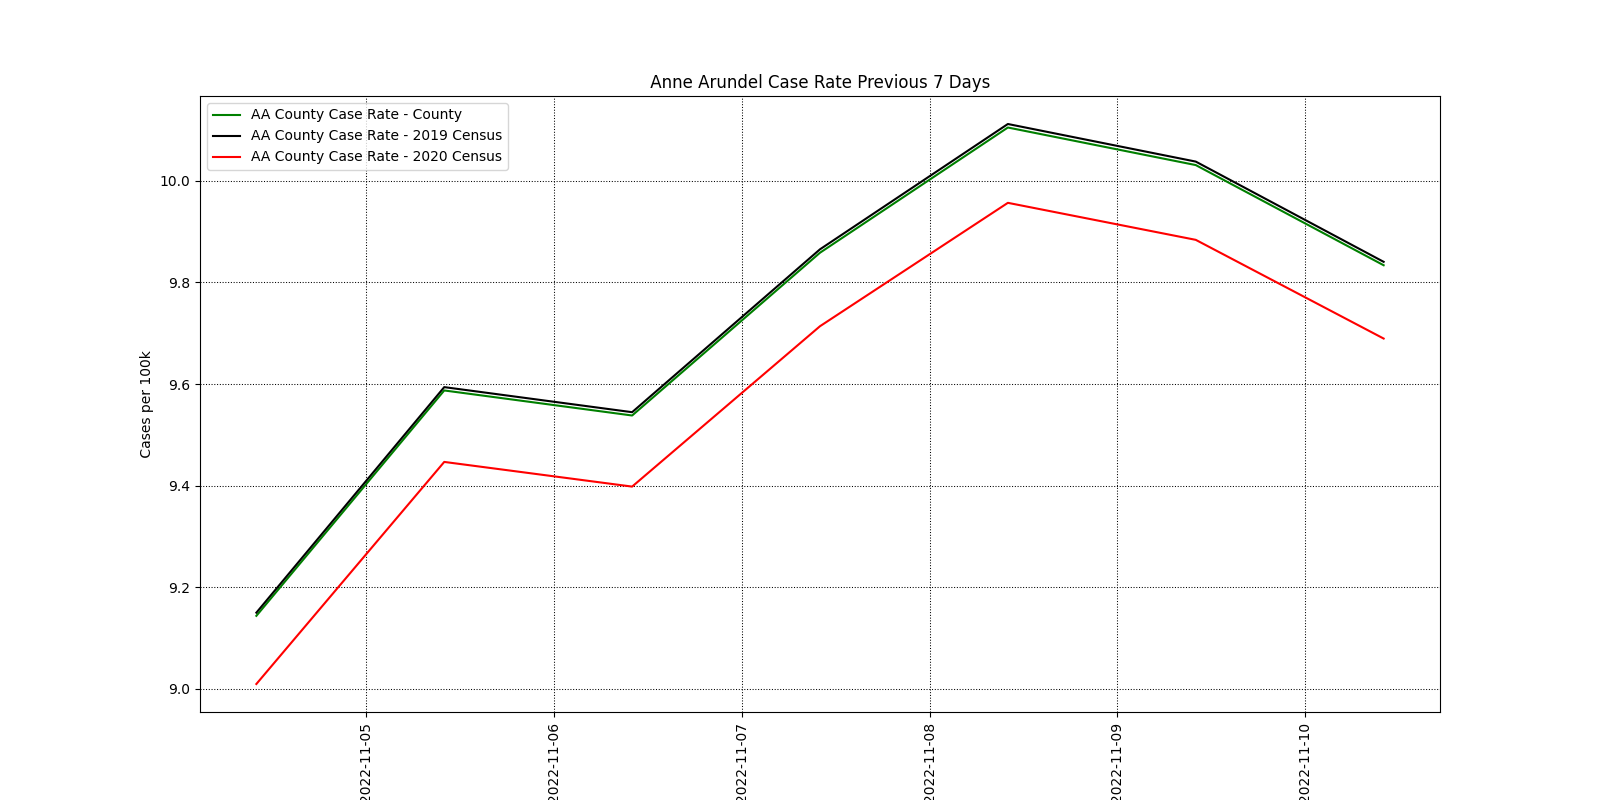 Anne Arundel Case Rate Previous 7 Days
AA County Case Rate - County
AA County Case Rate - 2019 Census
AA County Case Rate - 2020 Census
Cases per 100k
10.0
9.8
9.6
9.4
9.2
9.0
2022-11-05
2022-11-06
2022-11-07
2022-11-08
2022-11-09
2022-11-10